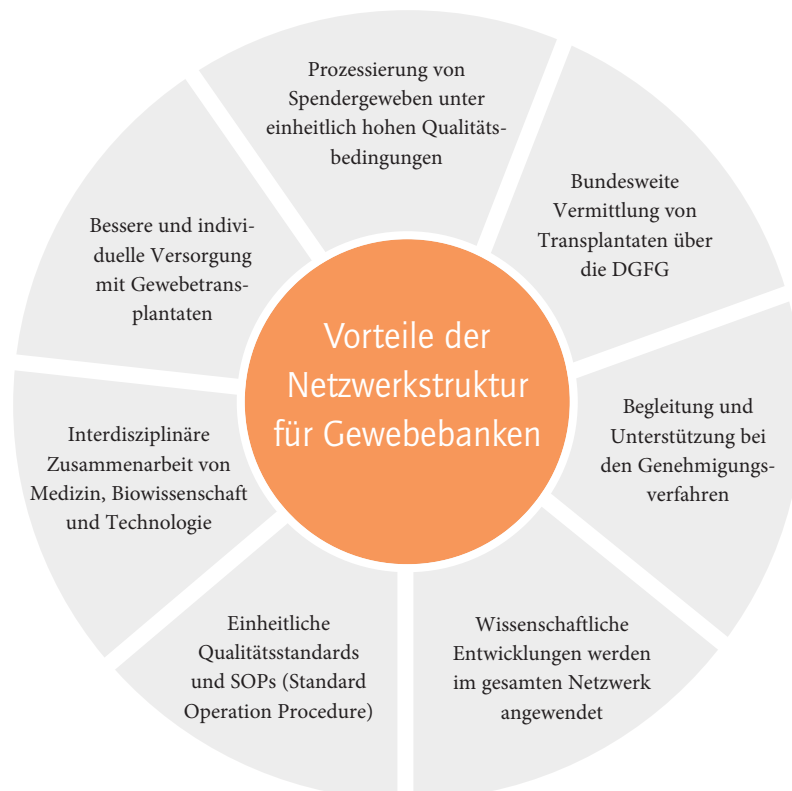 Prozessierung von
Spendergeweben unter
einheitlich hohen Qualitäts-
bedingungen
Bundesweite
Vermittlung von
Transplantaten über
die DGFG
Begleitung und
Unterstützung bei
den Genehmigungs-
verfahren
Wissenschaftliche
Entwicklungen werden
im gesamten Netzwerk
angewendet
Einheitliche
Qualitätsstandards
und SOPs (Standard
Operation Procedure)
Interdisziplinäre
Zusammenarbeit von
Medizin, Biowissenschaft
und Technologie
Bessere und indivi-
duelle Versorgung
mit Gewebetrans-
plantaten
Vorteile der
Netzwerkstruktur
für Gewebebanken